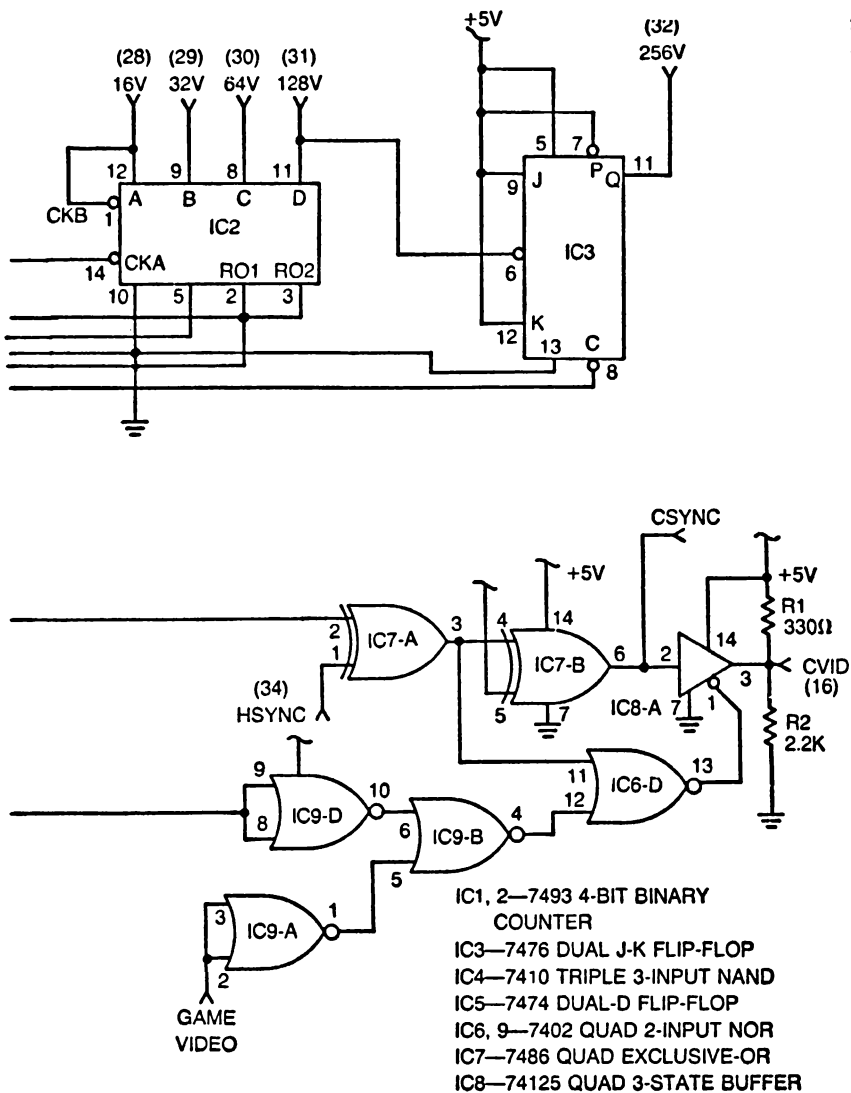 +5V
(32)
256V
(28) (29) (30) (31)
16V 32V 64V 128V
12 9 8 11
A B C D
CKB 1
IC2
14 CKA
RO1 RO2
10 5 2 3
5 7
P
9 J Q 11
6
IC3
12 K
13 C
8
CSYNC
+5V
+5V
R1
330Ω
2
1
IC7-A
3
4
5
14
IC7-B
7
6
2
14
3
7 1
IC8-A
CVID
(16)
R2
2.2K
(34)
HSYNC
9
8
IC9-D
10
6
5
IC9-B
4
11
12
IC6-D
13
3
2
IC9-A
1
GAME
VIDEO
IC1, 2—7493 4-BIT BINARY
COUNTER
IC3—7476 DUAL J-K FLIP-FLOP
IC4—7410 TRIPLE 3-INPUT NAND
IC5—7474 DUAL-D FLIP-FLOP
IC6, 9—7402 QUAD 2-INPUT NOR
IC7—7486 QUAD EXCLUSIVE-OR
IC8—74125 QUAD 3-STATE BUFFER